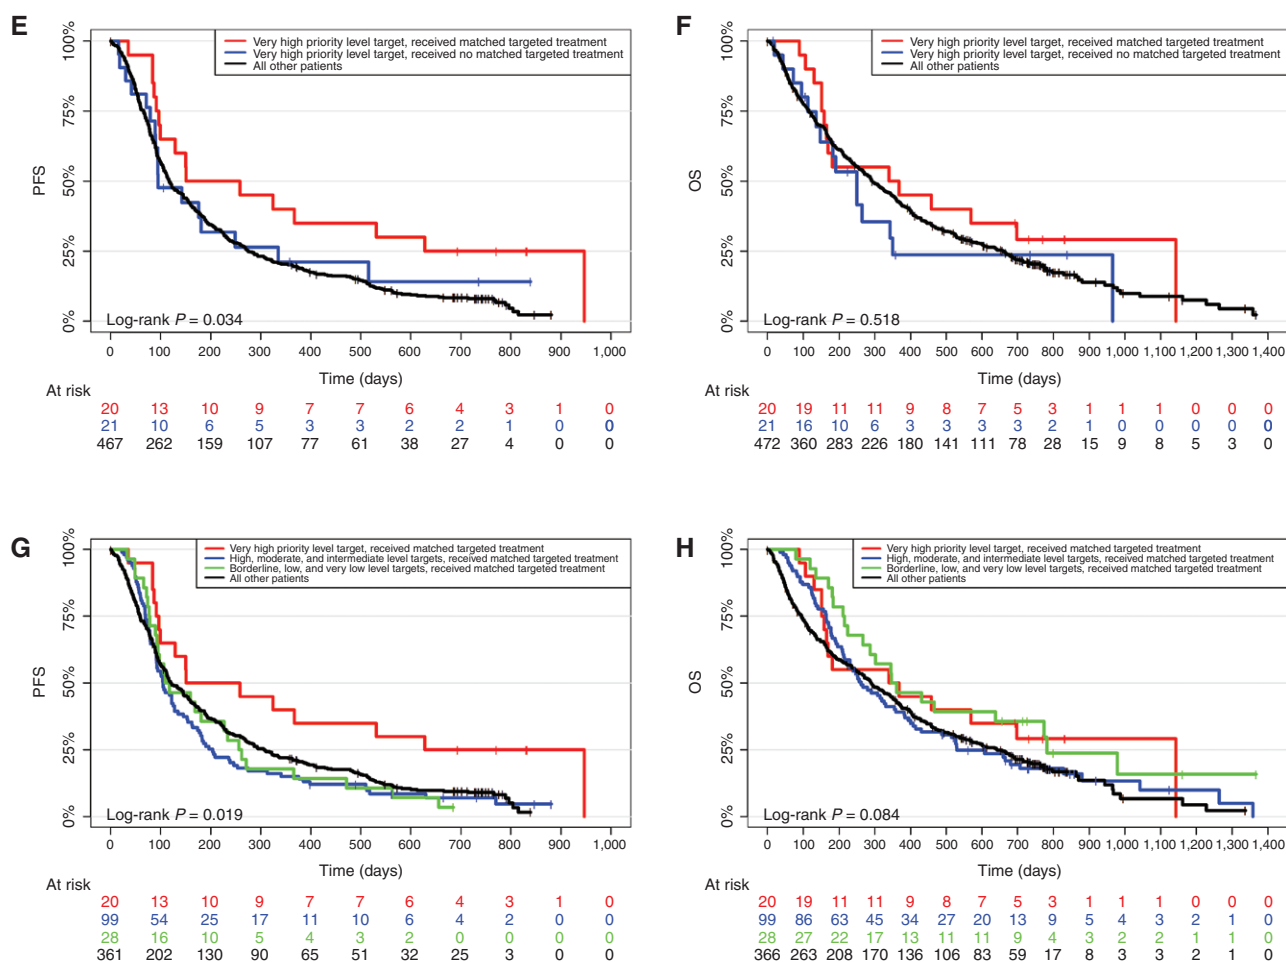 E
Very high priority level target, received matched targeted treatment
Very high priority level target, received no matched targeted treatment
All other patients
100%
75%
50%
25%
0%
PFS
Log-rank P = 0.034
0 100 200 300 400 500 600 700 800 900 1,000
Time (days)
At risk
20 13 10 9 7 7 6 4 3 1 0
21 10 6 5 3 3 2 2 1 0 0
467 262 159 107 77 61 38 27 4 0 0
F
Very high priority level target, received matched targeted treatment
Very high priority level target, received no matched targeted treatment
All other patients
100%
75%
50%
25%
0%
OS
Log-rank P = 0.518
0 100 200 300 400 500 600 700 800 900 1,000 1,100 1,200 1,300 1,400
Time (days)
At risk
20 19 11 11 9 8 7 5 3 1 1 1 0 0 0
21 16 10 6 3 3 3 3 2 1 0 0 0 0 0
472 360 283 226 180 141 111 78 28 15 9 8 5 3 0
G
Very high priority level target, received matched targeted treatment
High, moderate, and intermediate level targets, received matched targeted treatment
Borderline, low, and very low level targets, received matched targeted treatment
All other patients
100%
75%
50%
25%
0%
PFS
Log-rank P = 0.019
0 100 200 300 400 500 600 700 800 900 1,000
Time (days)
At risk
20 13 10 9 7 7 6 4 3 1 0
99 54 25 17 11 10 6 4 2 0 0
28 16 10 5 4 3 2 0 0 0 0
361 202 130 90 65 51 32 25 3 0 0
H
Very high priority level target, received matched targeted treatment
High, moderate, and intermediate level targets, received matched targeted treatment
Borderline, low, and very low level targets, received matched targeted treatment
All other patients
100%
75%
50%
25%
0%
OS
Log-rank P = 0.084
0 100 200 300 400 500 600 700 800 900 1,000 1,100 1,200 1,300 1,400
Time (days)
At risk
20 19 11 11 9 8 7 5 3 1 1 1 0 0 0
99 86 63 45 34 27 20 13 9 5 4 3 2 1 0
28 27 22 17 13 11 11 9 4 3 2 2 1 1 0
366 263 208 170 136 106 83 59 17 8 3 3 2 1 0